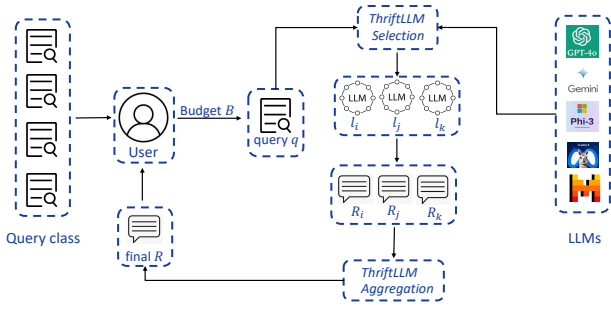 ThriftLLM
Selection
GPT-4o
Gemini
Phi-3
LLM
LLM
LLM
l_i
l_j
l_k
Budget B
query q
User
R_i
R_j
R_k
Query class
final R
LLMs
ThriftLLM
Aggregation